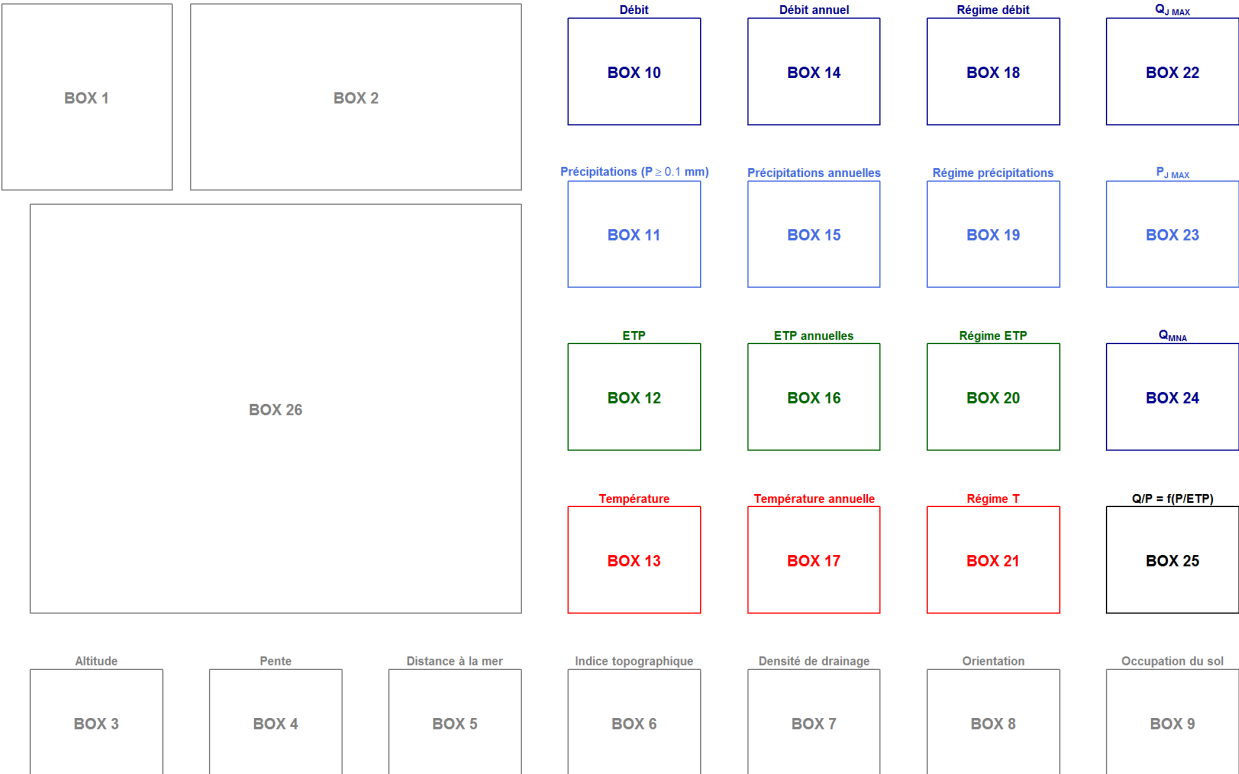 BOX 1
BOX 2
Débit
BOX 10
Débit annuel
BOX 14
Régime débit
BOX 18
Q J MAX
BOX 22
Précipitations (P ≥ 0.1 mm)
BOX 11
Précipitations annuelles
BOX 15
Régime précipitations
BOX 19
P J MAX
BOX 23
BOX 26
ETP
BOX 12
ETP annuelles
BOX 16
Régime ETP
BOX 20
Q MNA
BOX 24
Température
BOX 13
Température annuelle
BOX 17
Régime T
BOX 21
Q/P = f(P/ETP)
BOX 25
Altitude
BOX 3
Pente
BOX 4
Distance à la mer
BOX 5
Indice topographique
BOX 6
Densité de drainage
BOX 7
Orientation
BOX 8
Occupation du sol
BOX 9